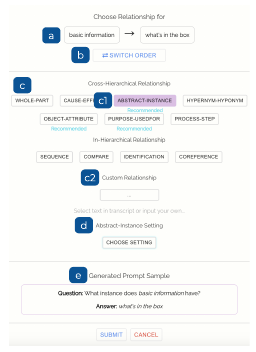 Choose Relationship for
a basic information → what's in the box
b ⇄ SWITCH ORDER
c Cross-Hierarchical Relationship
WHOLE-PART CAUSE-EFF c1 ABSTRACT-INSTANCE HYPERNYM-HYPONYM
Recommended
OBJECT-ATTRIBUTE PURPOSE-USEDFOR PROCESS-STEP
Recommended Recommended
In-Hierarchical Relationship
SEQUENCE COMPARE IDENTIFICATION COREFERENCE
c2 Custom Relationship
...
Select text in transcript or input your own.
d Abstract-Instance Setting
CHOOSE SETTING
e Generated Prompt Sample
Question: What instance does basic information have?
Answer: what's in the box
SUBMIT CANCEL